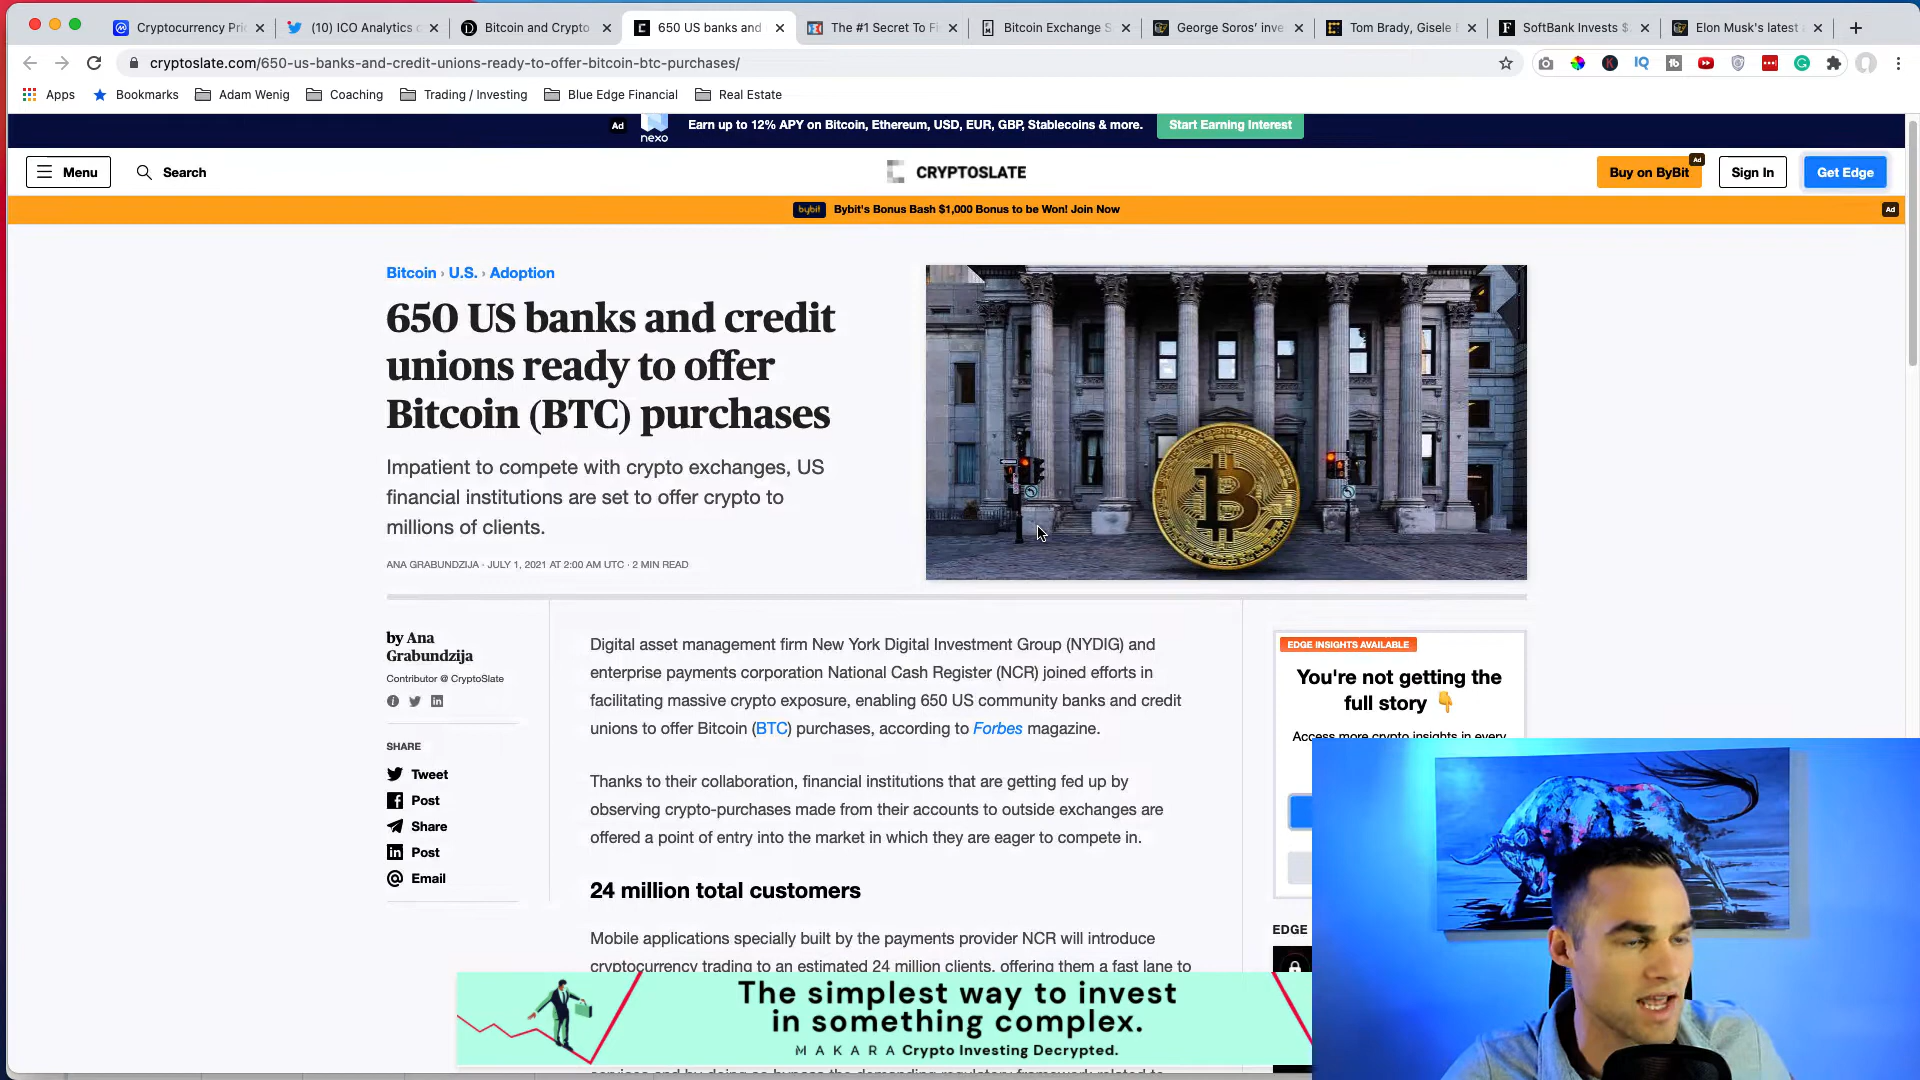 Cryptocurrency Pri
(10) ICO Analytics
Bitcoin and Crypto
650 US banks and
The #1 Secret To Fi
Bitcoin Exchange S
George Soros' inve
Tom Brady, Gisele
SoftBank Invests $
Elon Musk's latest
cryptoslate.com/650-us-banks-and-credit-unions-ready-to-offer-bitcoin-btc-purchases/
Apps
Bookmarks
Adam Wenig
Coaching
Trading / Investing
Blue Edge Financial
Real Estate
Ad
nexo
Earn up to 12% APY on Bitcoin, Ethereum, USD, EUR, GBP, Stablecoins & more.
Start Earning Interest
Menu
Search
CRYPTOSLATE
Buy on ByBit
Ad
Sign In
Get Edge
bybit
Bybit's Bonus Bash $1,000 Bonus to be Won! Join Now
Ad
Bitcoin › U.S. › Adoption
650 US banks and credit
unions ready to offer
Bitcoin (BTC) purchases
Impatient to compete with crypto exchanges, US
financial institutions are set to offer crypto to
millions of clients.
ANA GRABUNDZIJA · JULY 1, 2021 AT 2:00 AM UTC · 2 MIN READ
by Ana
Grabundzija
Contributor @ CryptoSlate
SHARE
Tweet
Post
Share
Post
Email
Digital asset management firm New York Digital Investment Group (NYDIG) and
enterprise payments corporation National Cash Register (NCR) joined efforts in
facilitating massive crypto exposure, enabling 650 US community banks and credit
unions to offer Bitcoin (BTC) purchases, according to Forbes magazine.
Thanks to their collaboration, financial institutions that are getting fed up by
observing crypto-purchases made from their accounts to outside exchanges are
offered a point of entry into the market in which they are eager to compete in.
24 million total customers
Mobile applications specially built by the payments provider NCR will introduce
cryptocurrency trading to an estimated 24 million clients, offering them a fast lane to
EDGE INSIGHTS AVAILABLE
You're not getting the
full story
Access more crypto insights in every
EDGE
The simplest way to invest
in something complex.
MAKARA Crypto Investing Decrypted.